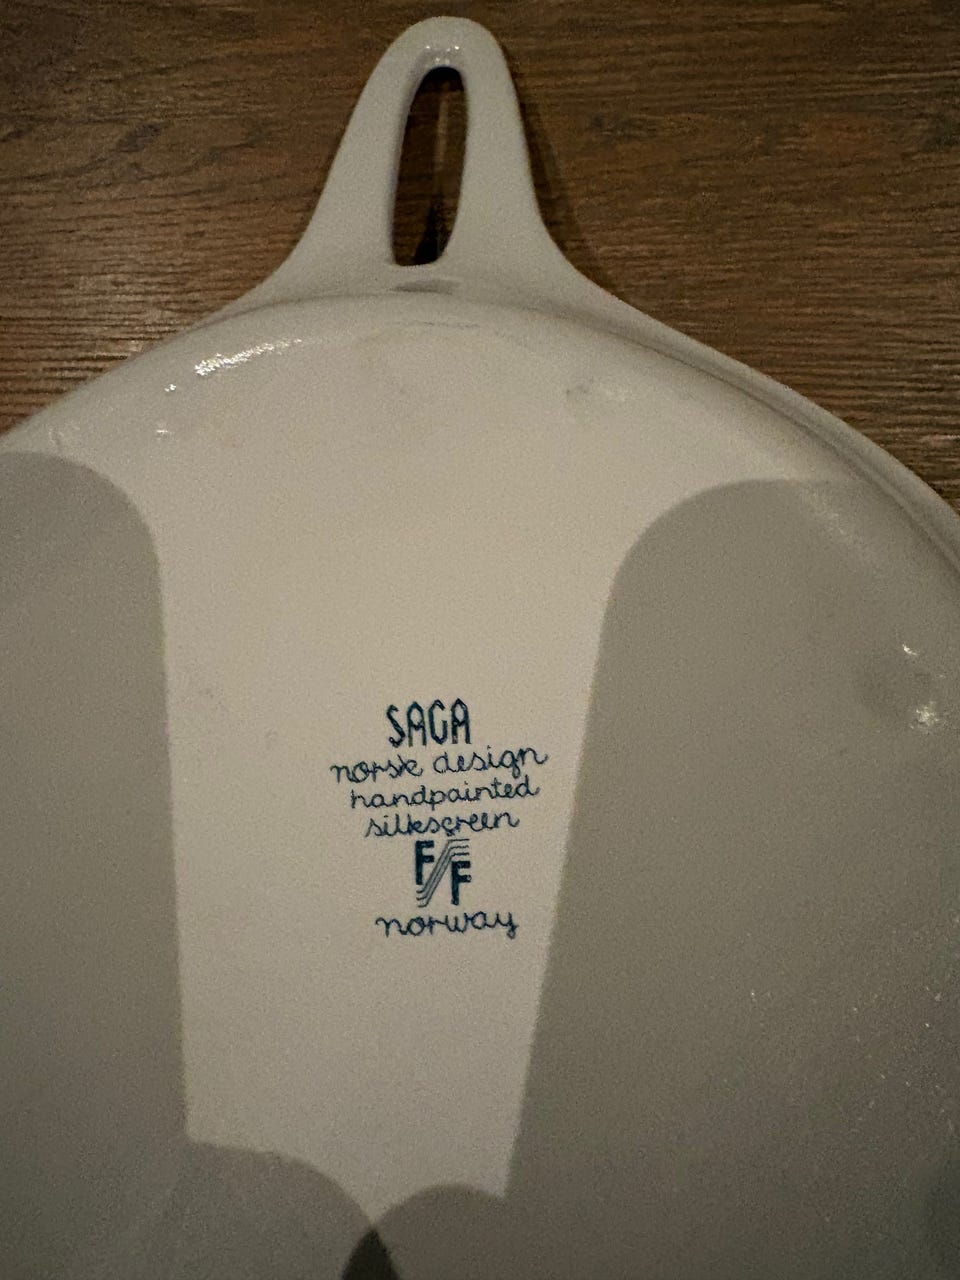 SAGA
norsk design
handpainted
silkscreen
F/F
norway